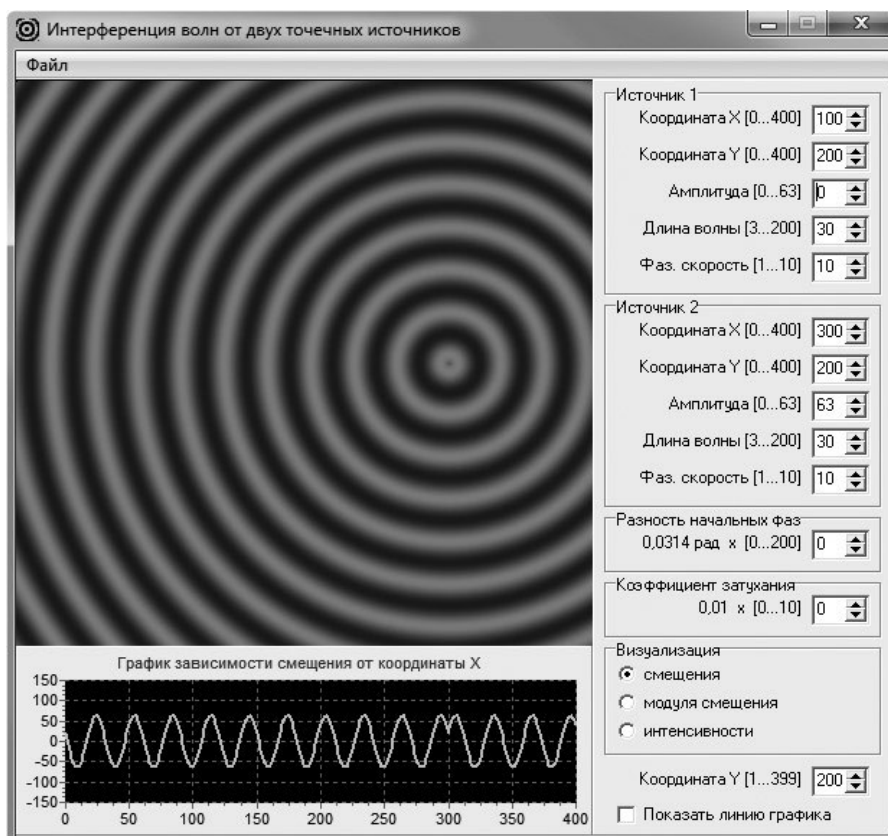 Интерференция волн от двух точечных источников
Файл
Источник 1
Координата X [0...400] 100
Координата Y [0...400] 200
Амплитуда [0...63] 0
Длина волны [3...200] 30
Фаз. скорость [1...10] 10
Источник 2
Координата X [0...400] 300
Координата Y [0...400] 200
Амплитуда [0...63] 63
Длина волны [3...200] 30
Фаз. скорость [1...10] 10
Разность начальных фаз
0,0314 рад х [0...200] 0
Коэффициент затухания
0,01 х [0...10] 0
Визуализация
смещения
модуля смещения
интенсивности
Координата Y [1...399] 200
Показать линию графика
График зависимости смещения от координаты X
150
100
50
0
-50
-100
-150
0 50 100 150 200 250 300 350 400